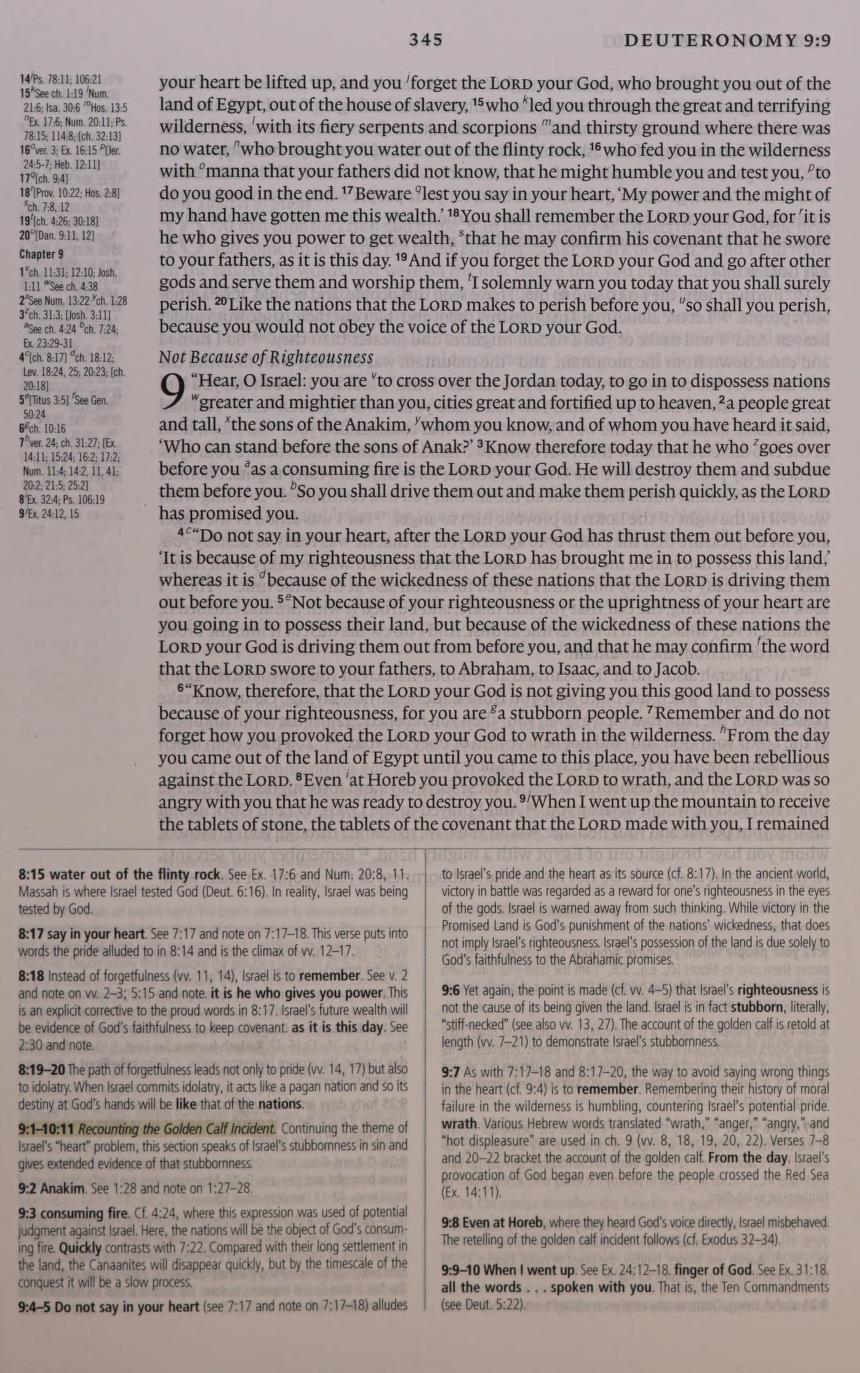 345
DEUTERONOMY 9:9
14 j Ps. 78:11; 106:21
15 k See ch. 1:19 l Num.
21:6; Isa. 30:6 m Hos. 13:5
n Ex. 17:6; Num. 20:11; Ps.
78:15; 114:8; [ch. 32:13]
16 o ver. 3; Ex. 16:15 p [Jer.
24:5-7; Heb. 12:11]
17 q [ch. 9:4]
18 r [Prov. 10:22; Hos. 2:8]
s ch. 7:8, 12
19 t [ch. 4:26; 30:18]
20 u [Dan. 9:11, 12]
Chapter 9
1 v ch. 11:31; 12:10; Josh.
1:11 w See ch. 4:38
2 x See Num. 13:22 y ch. 1:28
3 z ch. 31:3; [Josh. 3:11]
a See ch. 4:24 b ch. 7:24;
Ex. 23:29-31
4 c [ch. 8:17] d ch. 18:12;
Lev. 18:24, 25; 20:23; [ch.
20:18]
5 e [Titus 3:5] f See Gen.
50:24
6 g ch. 10:16
7 h ver. 24; ch. 31:27; [Ex.
14:11; 15:24; 16:2; 17:2;
Num. 11:4; 14:2, 11, 41;
20:2; 21:5; 25:2]
8 i Ex. 32:4; Ps. 106:19
9 j Ex. 24:12, 15
your heart be lifted up, and you j forget the LORD your God, who brought you out of the
land of Egypt, out of the house of slavery, 15 who k led you through the great and terrifying
wilderness, l with its fiery serpents and scorpions m and thirsty ground where there was
no water, n who brought you water out of the flinty rock, 16 who fed you in the wilderness
with o manna that your fathers did not know, that he might humble you and test you, p to
do you good in the end. 17 Beware q lest you say in your heart, ‘My power and the might of
my hand have gotten me this wealth.’ 18 You shall remember the LORD your God, for r it is
he who gives you power to get wealth, s that he may confirm his covenant that he swore
to your fathers, as it is this day. 19 And if you forget the LORD your God and go after other
gods and serve them and worship them, t I solemnly warn you today that you shall surely
perish. 20 Like the nations that the LORD makes to perish before you, u so shall you perish,
because you would not obey the voice of the LORD your God.
Not Because of Righteousness
9 “Hear, O Israel: you are v to cross over the Jordan today, to go in to dispossess nations
w greater and mightier than you, cities great and fortified up to heaven, 2 a people great
and tall, x the sons of the Anakim, y whom you know, and of whom you have heard it said,
‘Who can stand before the sons of Anak?’ 3 Know therefore today that he who z goes over
before you a as a consuming fire is the LORD your God. He will destroy them and subdue
them before you. b So you shall drive them out and make them perish quickly, as the LORD
has promised you.
4 c “Do not say in your heart, after the LORD your God has thrust them out before you,
‘It is because of my righteousness that the LORD has brought me in to possess this land,’
whereas it is d because of the wickedness of these nations that the LORD is driving them
out before you. 5 e Not because of your righteousness or the uprightness of your heart are
you going in to possess their land, but because of the wickedness of these nations the
LORD your God is driving them out from before you, and that he may confirm f the word
that the LORD swore to your fathers, to Abraham, to Isaac, and to Jacob.
6 “Know, therefore, that the LORD your God is not giving you this good land to possess
because of your righteousness, for you are g a stubborn people. 7 Remember and do not
forget how you provoked the LORD your God to wrath in the wilderness. h From the day
you came out of the land of Egypt until you came to this place, you have been rebellious
against the LORD. 8 Even i at Horeb you provoked the LORD to wrath, and the LORD was so
angry with you that he was ready to destroy you. 9 j When I went up the mountain to receive
the tablets of stone, the tablets of the covenant that the LORD made with you, I remained
8:15 water out of the flinty rock. See Ex. 17:6 and Num. 20:8, 11.
Massah is where Israel tested God (Deut. 6:16). In reality, Israel was being
tested by God.
8:17 say in your heart. See 7:17 and note on 7:17–18. This verse puts into
words the pride alluded to in 8:14 and is the climax of vv. 12–17.
8:18 Instead of forgetfulness (vv. 11, 14), Israel is to remember. See v. 2
and note on vv. 2–3; 5:15 and note. it is he who gives you power. This
is an explicit corrective to the proud words in 8:17. Israel's future wealth will
be evidence of God's faithfulness to keep covenant. as it is this day. See
2:30 and note.
8:19–20 The path of forgetfulness leads not only to pride (vv. 14, 17) but also
to idolatry. When Israel commits idolatry, it acts like a pagan nation and so its
destiny at God's hands will be like that of the nations.
9:1–10:11 Recounting the Golden Calf Incident. Continuing the theme of
Israel's “heart” problem, this section speaks of Israel's stubbornness in sin and
gives extended evidence of that stubbornness.
9:2 Anakim. See 1:28 and note on 1:27–28.
9:3 consuming fire. Cf. 4:24, where this expression was used of potential
judgment against Israel. Here, the nations will be the object of God's consum-
ing fire. Quickly contrasts with 7:22. Compared with their long settlement in
the land, the Canaanites will disappear quickly, but by the timescale of the
conquest it will be a slow process.
9:4–5 Do not say in your heart (see 7:17 and note on 7:17–18) alludes
to Israel's pride and the heart as its source (cf. 8:17). In the ancient world,
victory in battle was regarded as a reward for one's righteousness in the eyes
of the gods. Israel is warned away from such thinking. While victory in the
Promised Land is God's punishment of the nations' wickedness, that does
not imply Israel's righteousness. Israel's possession of the land is due solely to
God's faithfulness to the Abrahamic promises.
9:6 Yet again, the point is made (cf. vv. 4–5) that Israel's righteousness is
not the cause of its being given the land. Israel is in fact stubborn, literally,
“stiff-necked” (see also vv. 13, 27). The account of the golden calf is retold at
length (vv. 7–21) to demonstrate Israel's stubbornness.
9:7 As with 7:17–18 and 8:17–20, the way to avoid saying wrong things
in the heart (cf. 9:4) is to remember. Remembering their history of moral
failure in the wilderness is humbling, countering Israel's potential pride.
wrath. Various Hebrew words translated “wrath,” “anger,” “angry,” and
“hot displeasure” are used in ch. 9 (vv. 8, 18, 19, 20, 22). Verses 7–8
and 20–22 bracket the account of the golden calf. From the day. Israel's
provocation of God began even before the people crossed the Red Sea
(Ex. 14:11).
9:8 Even at Horeb, where they heard God's voice directly, Israel misbehaved.
The retelling of the golden calf incident follows (cf. Exodus 32–34).
9:9–10 When I went up. See Ex. 24:12–18. finger of God. See Ex. 31:18.
all the words . . . spoken with you. That is, the Ten Commandments
(see Deut. 5:22).